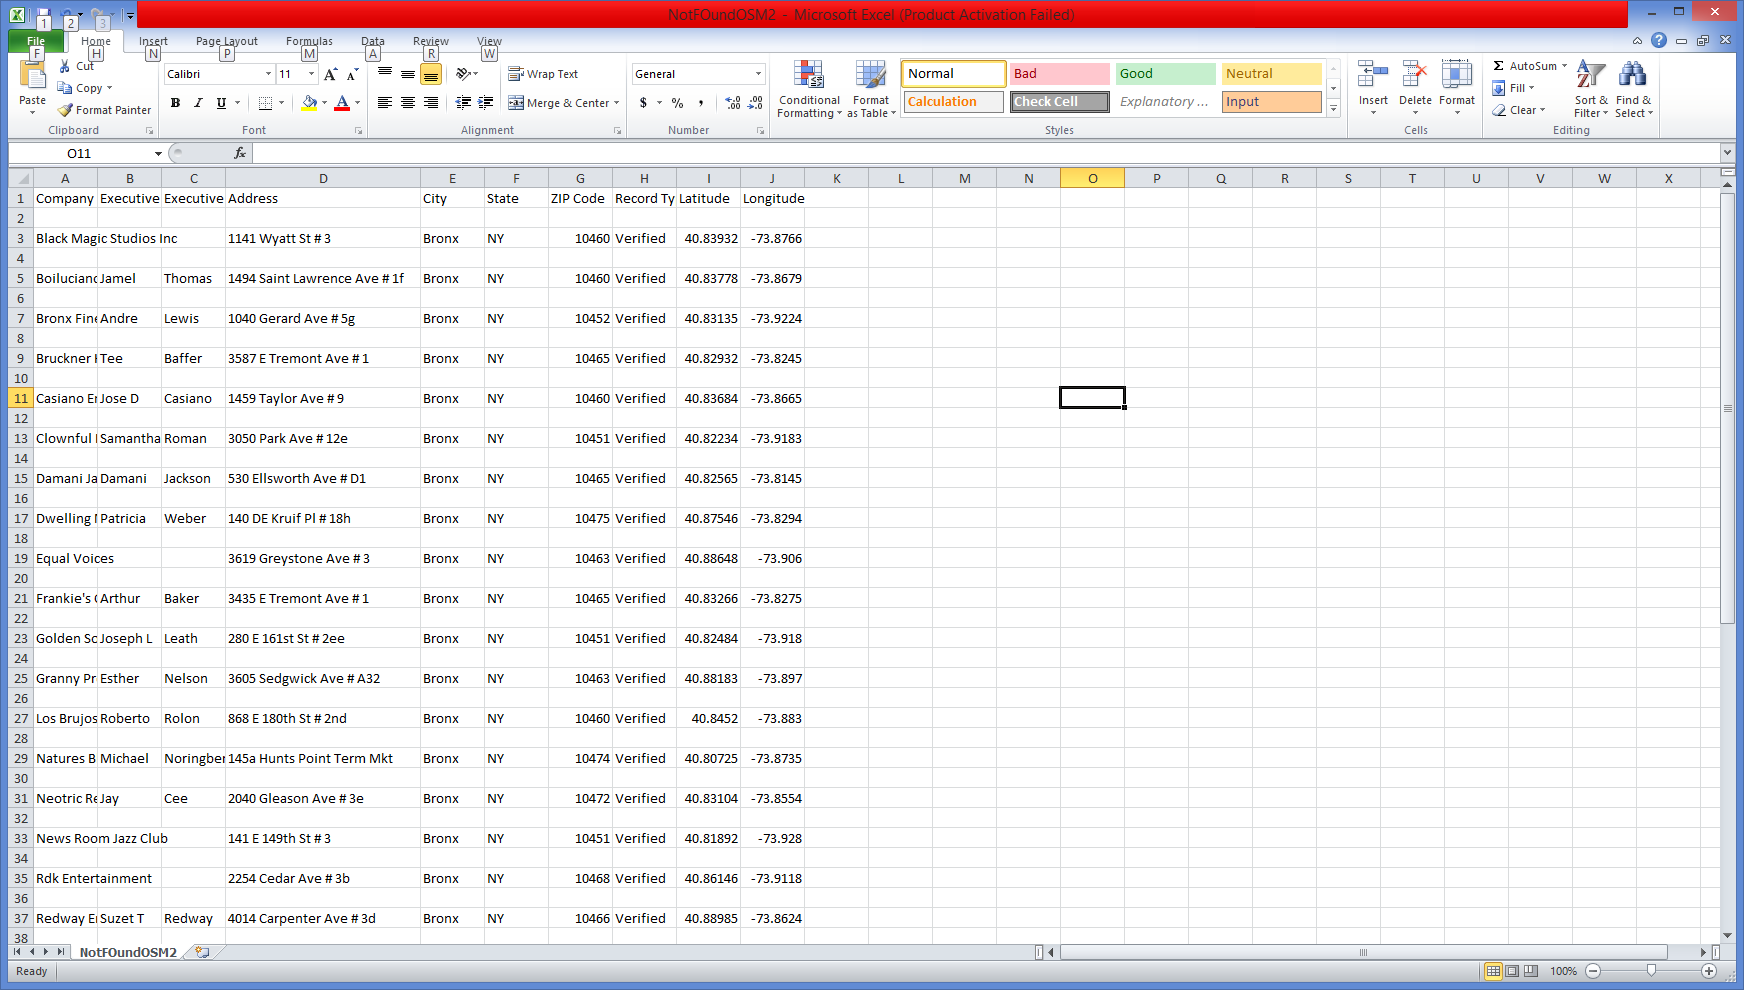 NotFOundOSM2 - Microsoft Excel (Product Activation Failed)
1 2 3
File Home Insert Page Layout Formulas Data Review View
F H N P M A R W
Paste
Cut
Copy
Format Painter
Clipboard
Calibri 11
B I U
Font
Wrap Text
Merge & Center
Alignment
General
$ % ,
Number
Conditional Formatting
Format as Table
Normal Bad Good Neutral
Calculation Check Cell Explanatory ... Input
Styles
Insert Delete Format
Cells
Σ AutoSum
Fill
Clear
Sort & Filter
Find & Select
Editing
O11 fx
A B C D E F G H I J K L M N O P Q R S T U V W X
1 Company Executive Executive Address City State ZIP Code Record Ty Latitude Longitude
2
3 Black Magic Studios Inc 1141 Wyatt St # 3 Bronx NY 10460 Verified 40.83932 -73.8766
4
5 Boiluciano Jamel Thomas 1494 Saint Lawrence Ave # 1f Bronx NY 10460 Verified 40.83778 -73.8679
6
7 Bronx Fine Andre Lewis 1040 Gerard Ave # 5g Bronx NY 10452 Verified 40.83135 -73.9224
8
9 Bruckner Tee Baffer 3587 E Tremont Ave # 1 Bronx NY 10465 Verified 40.82932 -73.8245
10
11 Casiano Jose D Casiano 1459 Taylor Ave # 9 Bronx NY 10460 Verified 40.83684 -73.8665
12
13 Clownful Samantha Roman 3050 Park Ave # 12e Bronx NY 10451 Verified 40.82234 -73.9183
14
15 Damani Ja Damani Jackson 530 Ellsworth Ave # D1 Bronx NY 10465 Verified 40.82565 -73.8145
16
17 Dwelling Patricia Weber 140 DE Kruif Pl # 18h Bronx NY 10475 Verified 40.87546 -73.8294
18
19 Equal Voices 3619 Greystone Ave # 3 Bronx NY 10463 Verified 40.88648 -73.906
20
21 Frankie's Arthur Baker 3435 E Tremont Ave # 1 Bronx NY 10465 Verified 40.83266 -73.8275
22
23 Golden Sc Joseph L Leath 280 E 161st St # 2ee Bronx NY 10451 Verified 40.82484 -73.918
24
25 Granny Pr Esther Nelson 3605 Sedgwick Ave # A32 Bronx NY 10463 Verified 40.88183 -73.897
26
27 Los Brujos Roberto Rolon 868 E 180th St # 2nd Bronx NY 10460 Verified 40.8452 -73.883
28
29 Natures B Michael Noringber 145a Hunts Point Term Mkt Bronx NY 10474 Verified 40.80725 -73.8735
30
31 Neotric Re Jay Cee 2040 Gleason Ave # 3e Bronx NY 10472 Verified 40.83104 -73.8554
32
33 News Room Jazz Club 141 E 149th St # 3 Bronx NY 10451 Verified 40.81892 -73.928
34
35 Rdk Entertainment 2254 Cedar Ave # 3b Bronx NY 10468 Verified 40.86146 -73.9118
36
37 Redway Suzet T Redway 4014 Carpenter Ave # 3d Bronx NY 10466 Verified 40.88985 -73.8624
38
NotFOundOSM2
Ready 100%